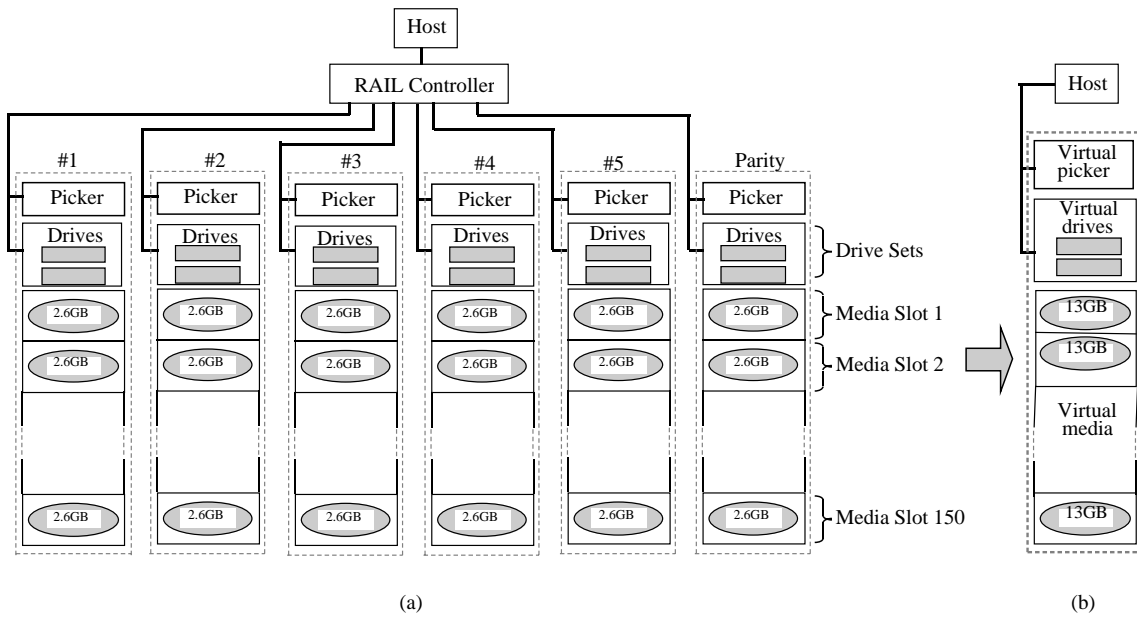 Host
RAIL Controller
Host
#1 #2 #3 #4 #5 Parity
Picker Picker Picker Picker Picker Picker
Virtual
picker
Drives Drives Drives Drives Drives Drives
Drive Sets
Virtual
drives
2.6GB 2.6GB 2.6GB 2.6GB 2.6GB 2.6GB
Media Slot 1
13GB
2.6GB 2.6GB 2.6GB 2.6GB 2.6GB 2.6GB
Media Slot 2
13GB
Virtual
media
2.6GB 2.6GB 2.6GB 2.6GB 2.6GB 2.6GB
Media Slot 150
13GB
(a)
(b)